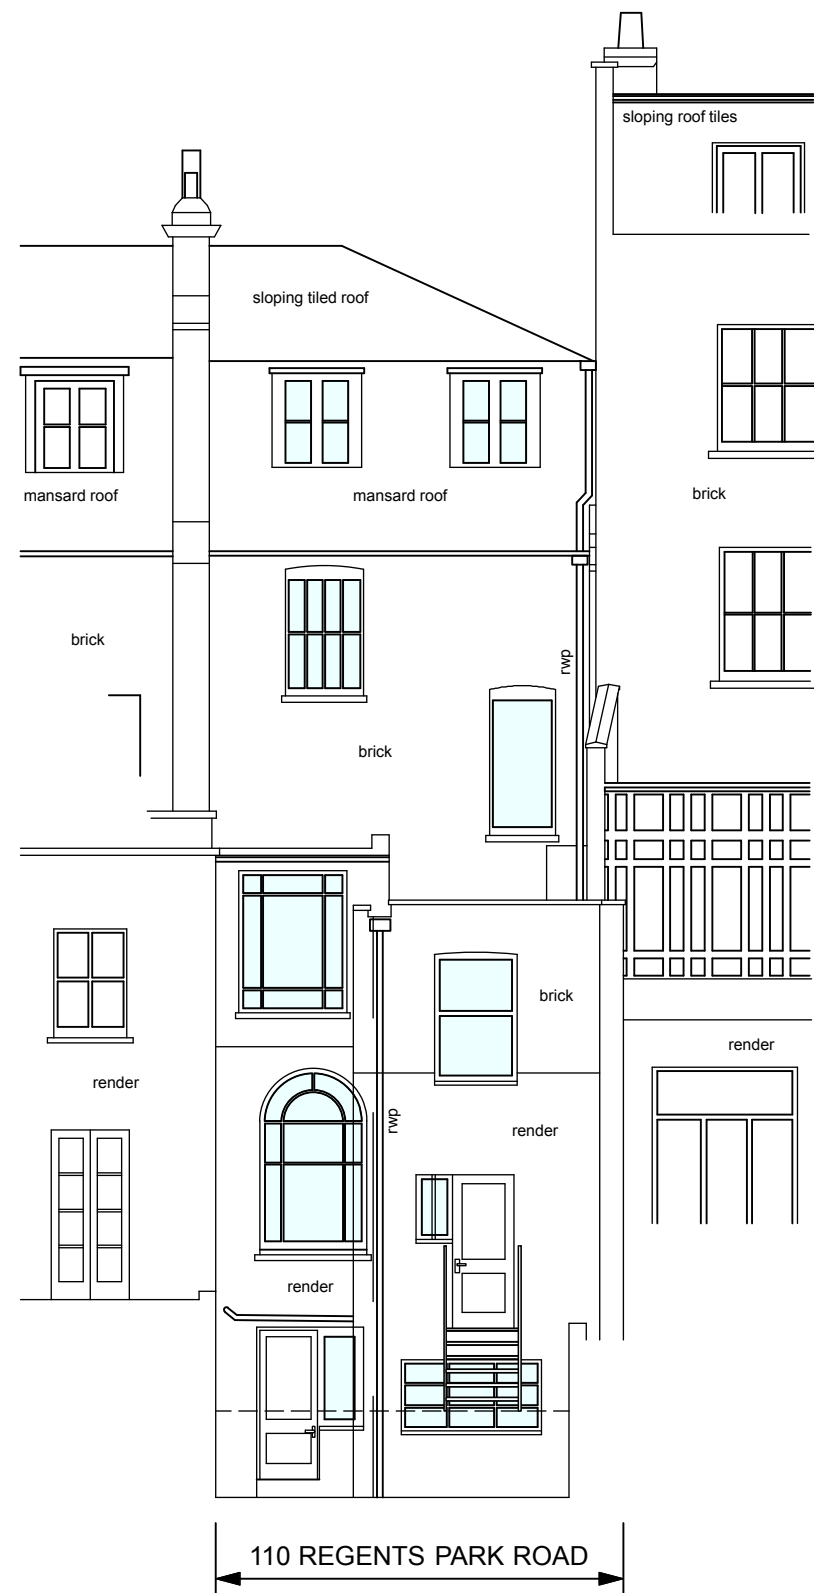 sloping roof tiles
sloping tiled roof
mansard roof
mansard roof
brick
brick
rwp
brick
brick
render
render
rwp
render
render
110 REGENTS PARK ROAD